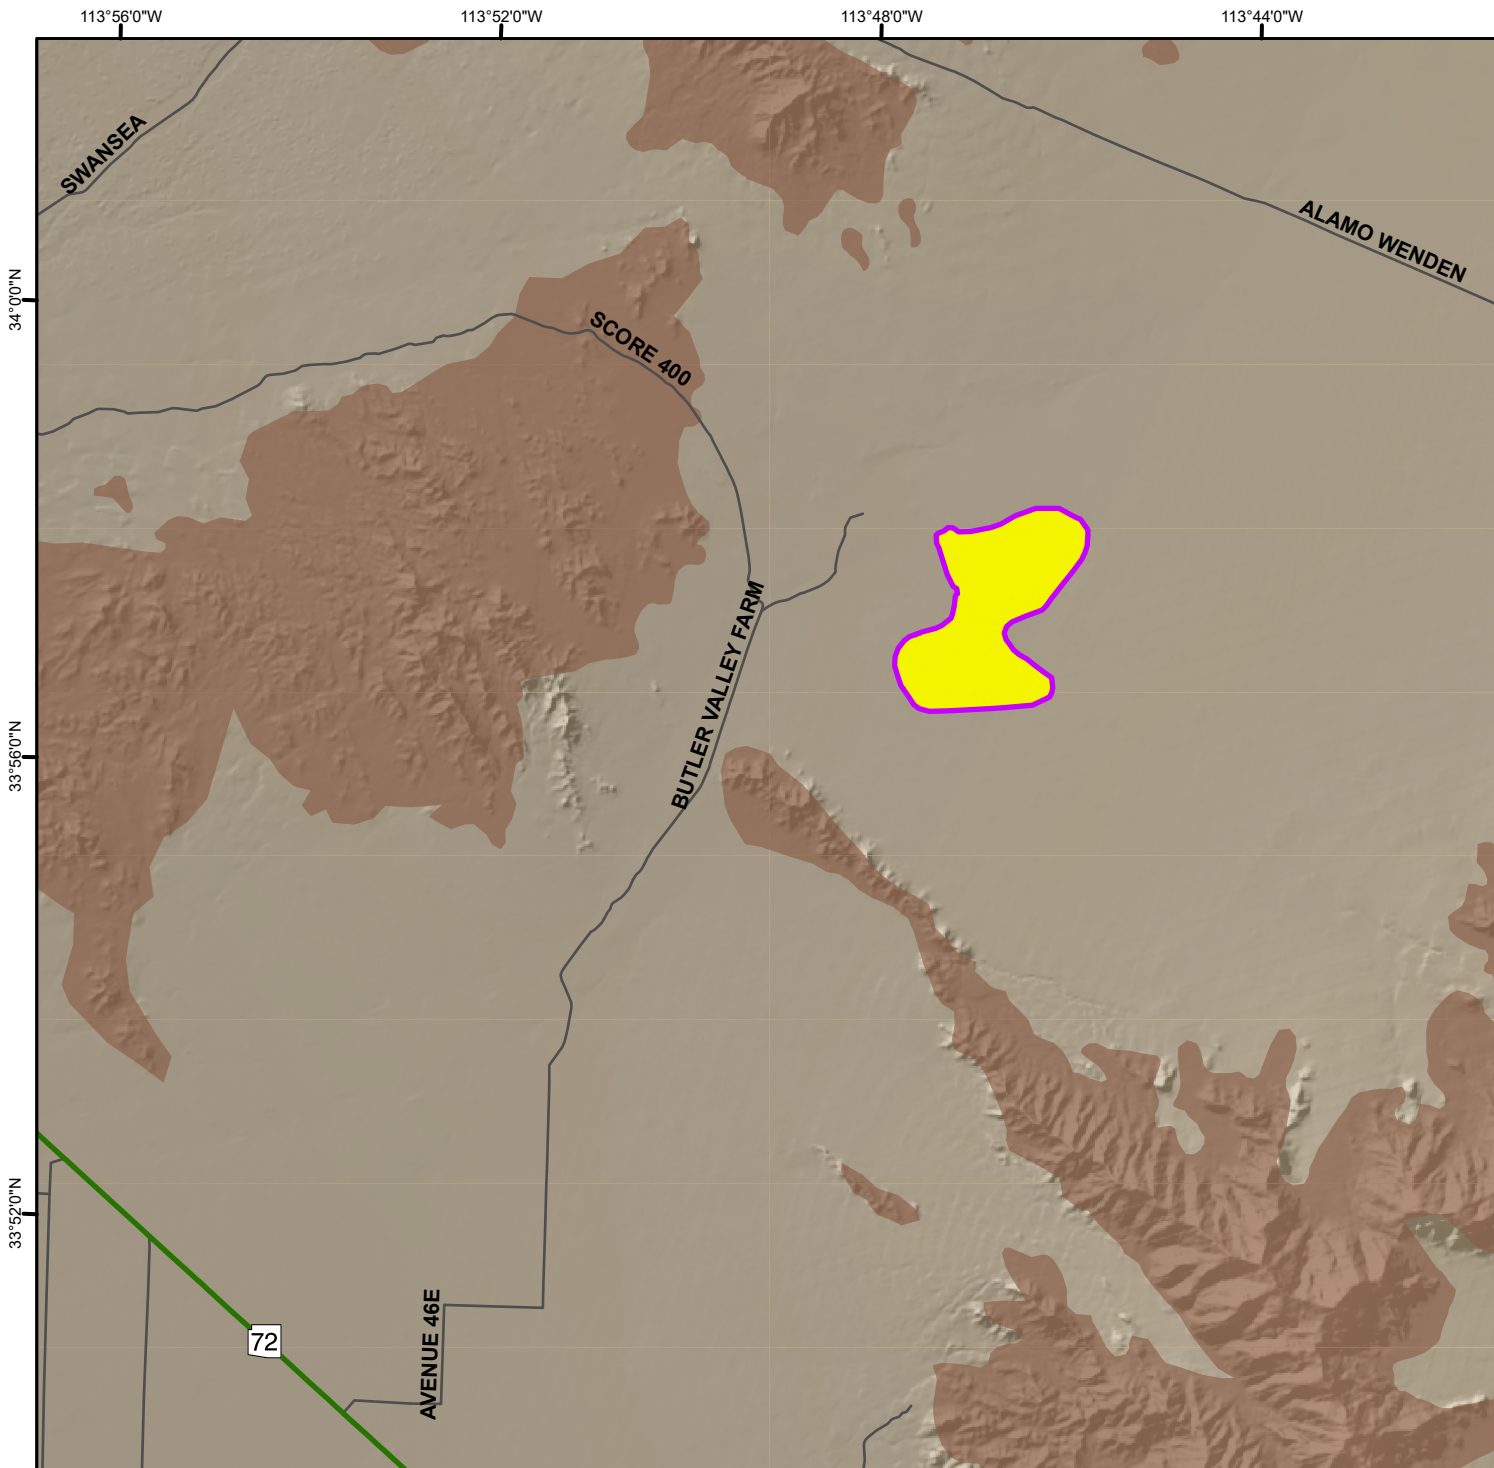 113°56'0"W
113°52'0"W
113°48'0"W
113°44'0"W
SWANSEA
ALAMO WENDEN
34°0'0"N
SCORE 400
BUTLER VALLEY FARM
33°56'0"N
33°52'0"N
AVENUE 46E
72